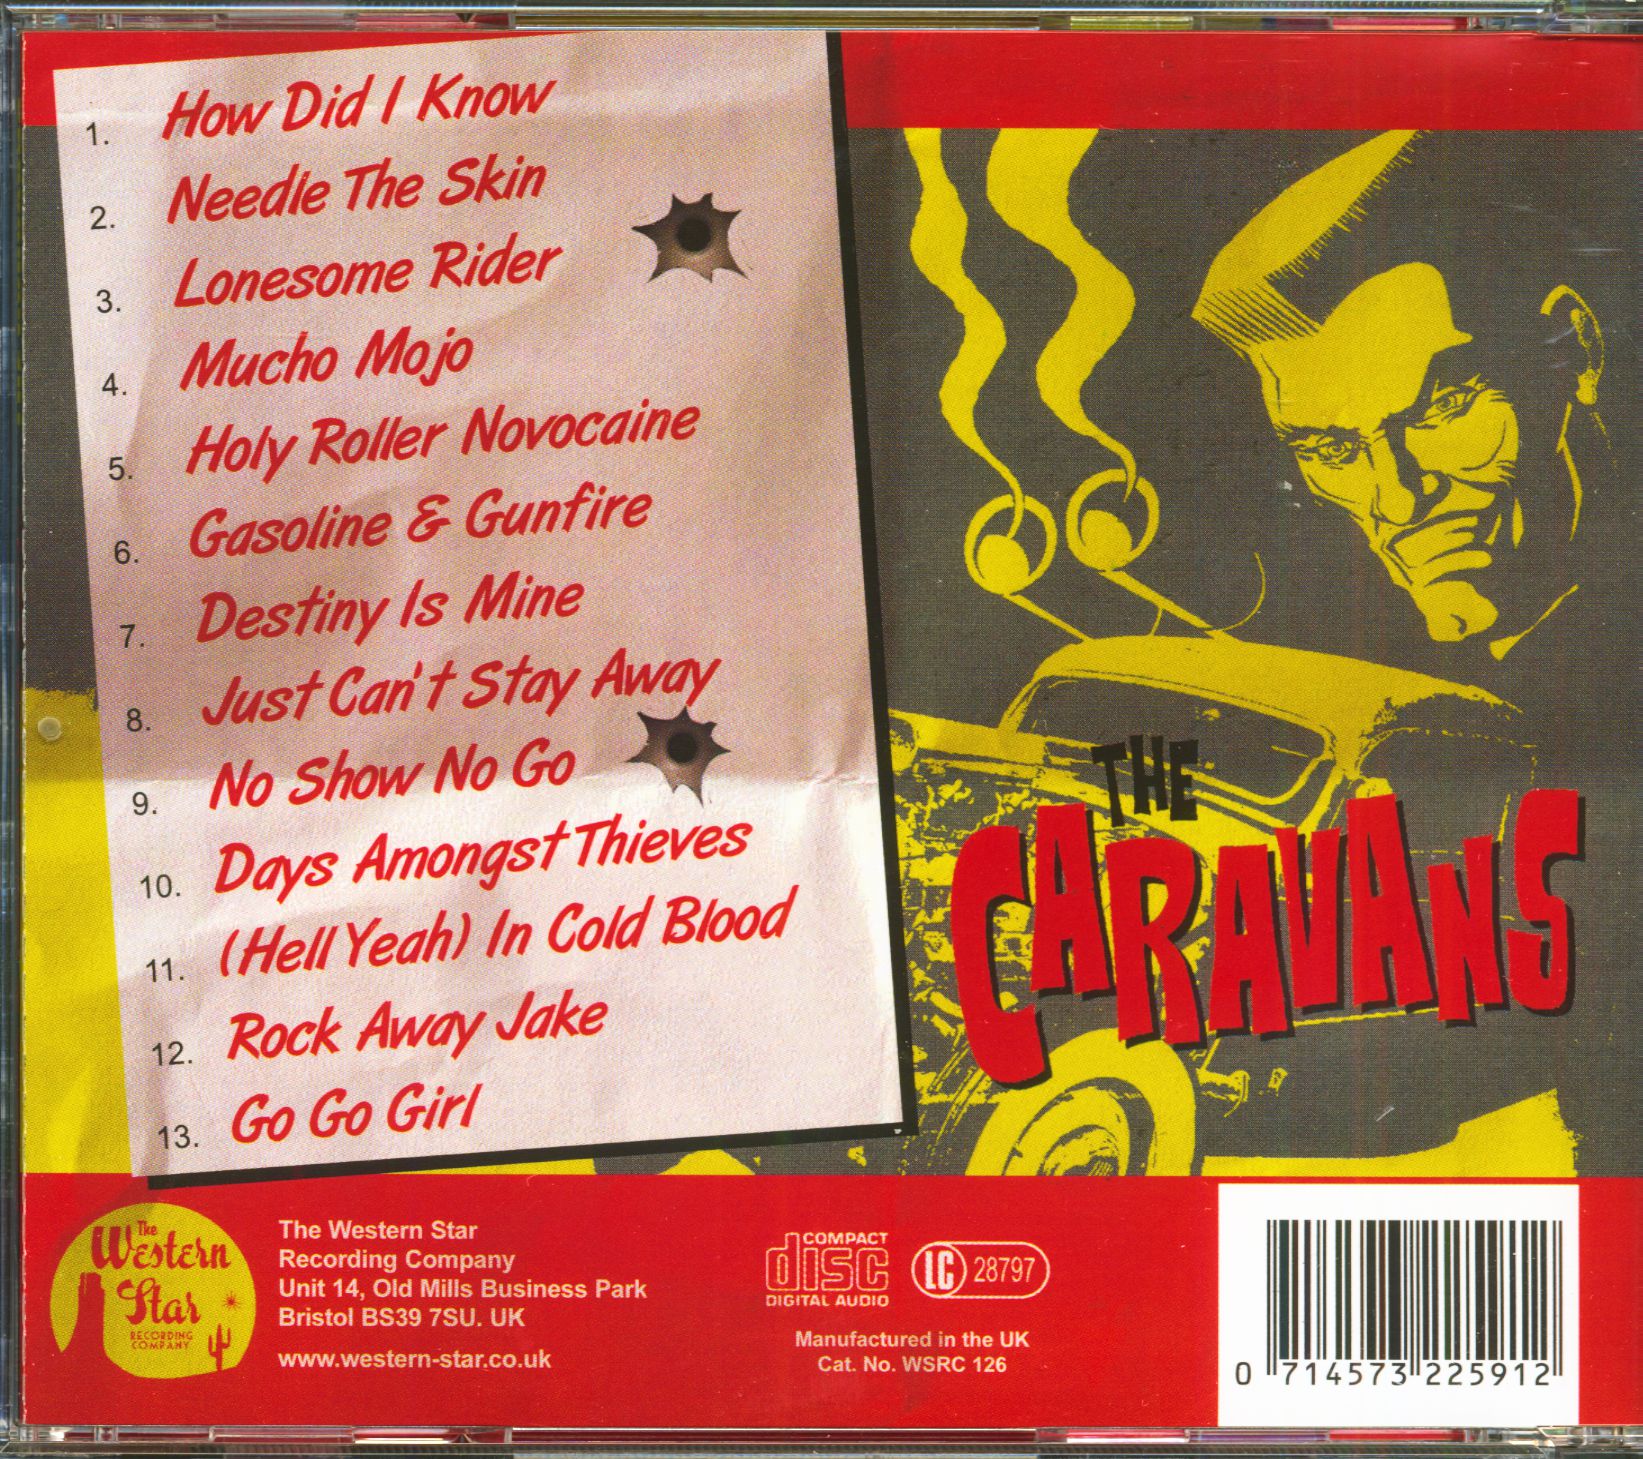 1. How Did I Know
2. Needle The Skin
3. Lonesome Rider
4. Mucho Mojo
5. Holy Roller Novocaine
6. Gasoline & Gunfire
7. Destiny Is Mine
8. Just Can't Stay Away
9. No Show No Go
10. Days Amongst Thieves
11. (Hell Yeah) In Cold Blood
12. Rock Away Jake
13. Go Go Girl
THE
CARAVANS
The
Western
Star
RECORDING
COMPANY
The Western Star
Recording Company
Unit 14, Old Mills Business Park
Bristol BS39 7SU. UK
www.western-star.co.uk
COMPACT
disc
DIGITAL AUDIO
LC 28797
Manufactured in the UK
Cat. No. WSRC 126
0 714573 225912